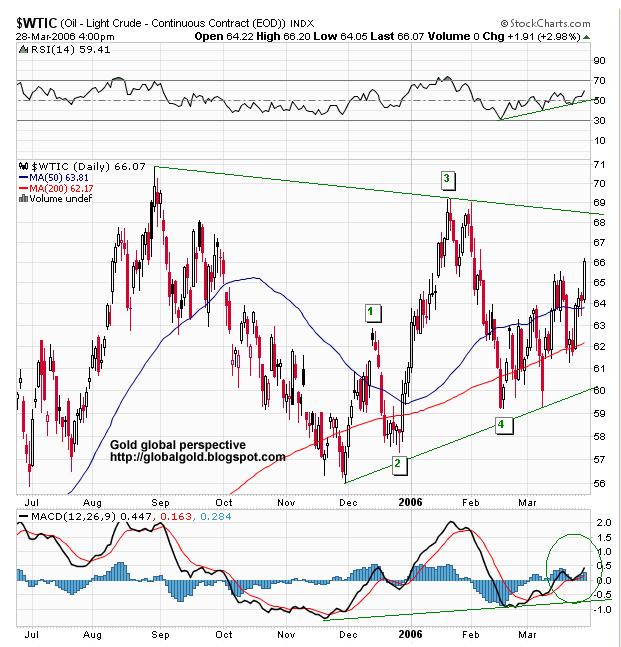 $WTIC (Oil - Light Crude - Continuous Contract (EOD)) INDX
© StockCharts.com
28-Mar-2006 4:00pm
Open 64.22 High 66.20 Low 64.05 Last 66.07 Volume 0 Chg +1.91 (+2.98%)
RSI(14) 59.41
90
70
50
30
10
$WTIC (Daily) 66.07
MA(50) 63.81
MA(200) 62.17
Volume undef
71
70
69
68
67
66
65
64
63
62
61
60
59
58
57
56
3
1
2
4
Gold global perspective
http://globalgold.blogspot.com
Jul Aug Sep Oct Nov Dec 2006 Feb Mar
MACD(12,26,9) 0.447, 0.163, 0.284
2.0
1.5
1.0
0.5
0.0
-0.5
-1.0
Jul Aug Sep Oct Nov Dec 2006 Feb Mar